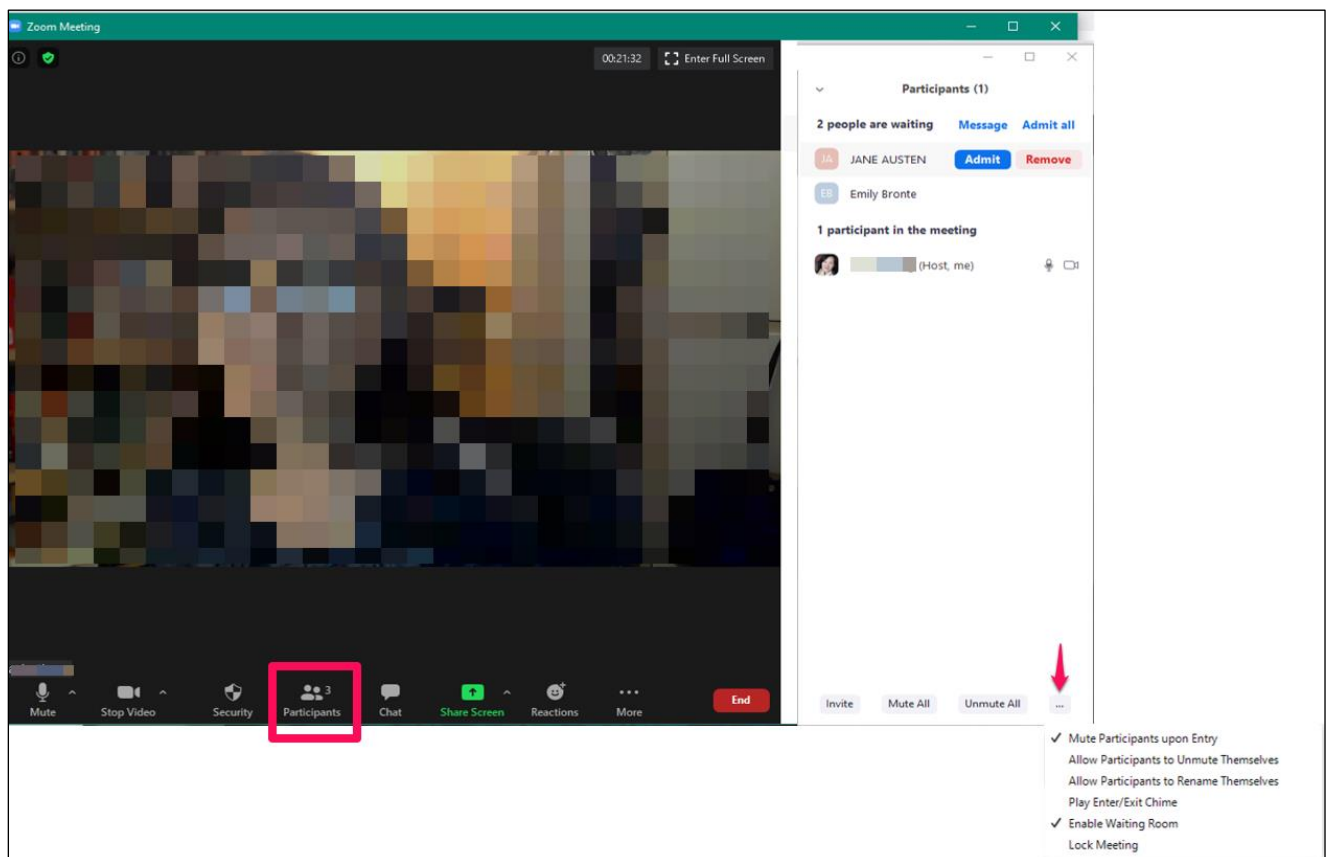 Zoom Meeting
00:21:32 Enter Full Screen
Participants (1)
2 people are waiting Message Admit all
JA JANE AUSTEN Admit Remove
EB Emily Bronte
1 participant in the meeting
(Host, me)
3
Mute Stop Video Security Participants Chat Share Screen Reactions More End
Invite Mute All Unmute All ...
✓ Mute Participants upon Entry
Allow Participants to Unmute Themselves
Allow Participants to Rename Themselves
Play Enter/Exit Chime
✓ Enable Waiting Room
Lock Meeting